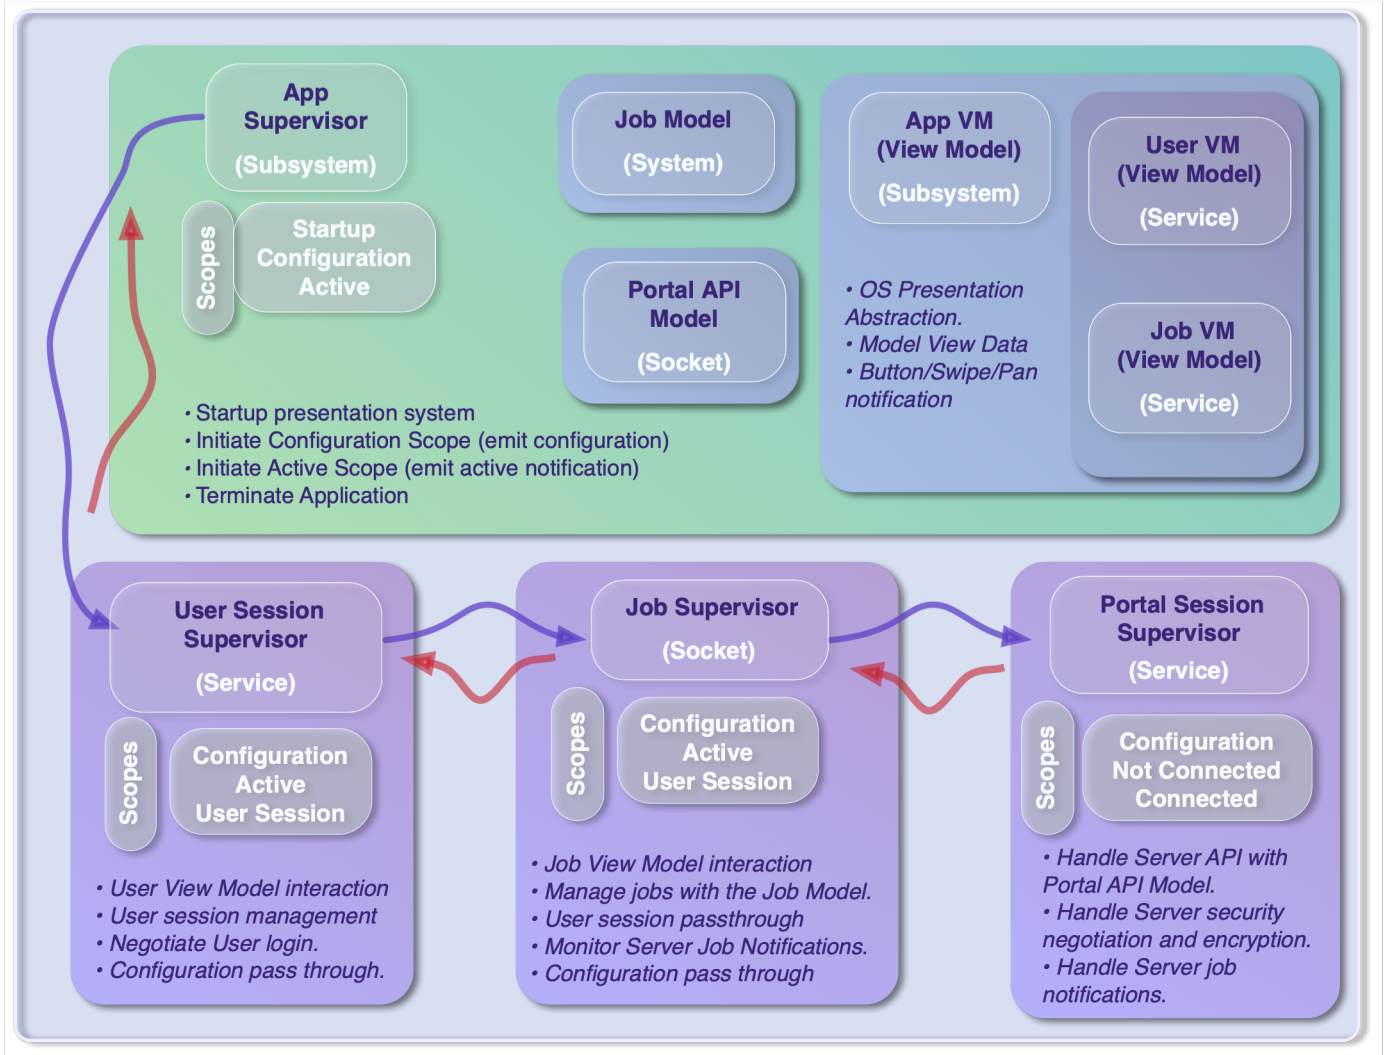 App
Supervisor
(Subsystem)
Scopes
Startup
Configuration
Active
• Startup presentation system
• Initiate Configuration Scope (emit configuration)
• Initiate Active Scope (emit active notification)
• Terminate Application
Job Model
(System)
Portal API
Model
(Socket)
App VM
(View Model)
(Subsystem)
• OS Presentation
Abstraction.
• Model View Data
• Button/Swipe/Pan
notification
User VM
(View Model)
(Service)
Job VM
(View Model)
(Service)
User Session
Supervisor
(Service)
Scopes
Configuration
Active
User Session
• User View Model interaction
• User session management
• Negotiate User login.
• Configuration pass through.
Job Supervisor
(Socket)
Scopes
Configuration
Active
User Session
• Job View Model interaction
• Manage jobs with the Job Model.
• User session passthrough
• Monitor Server Job Notifications.
• Configuration pass through
Portal Session
Supervisor
(Service)
Scopes
Configuration
Not Connected
Connected
• Handle Server API with
Portal API Model.
• Handle Server security
negotiation and encryption.
• Handle Server job
notifications.